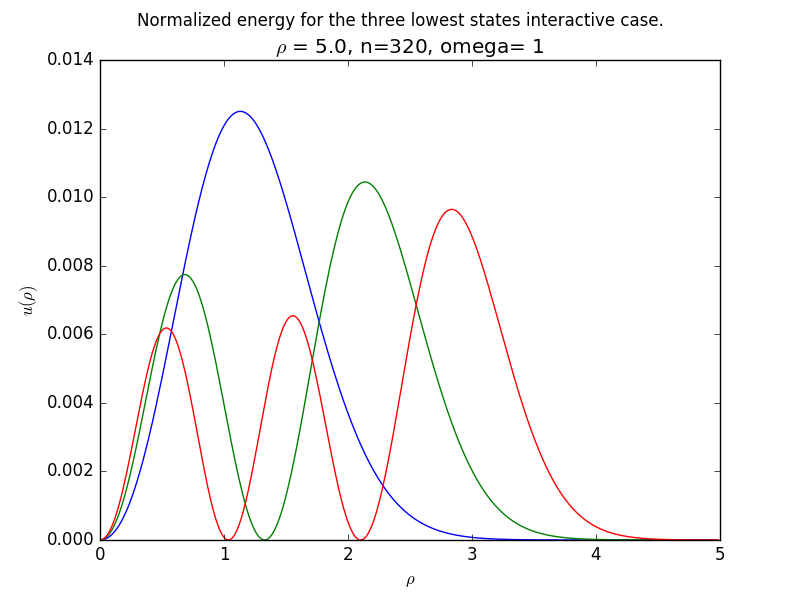 Normalized energy for the three lowest states interactive case.
ρ = 5.0, n=320, omega= 1
0.014
0.012
0.010
0.008
0.006
0.004
0.002
0.000
u(ρ)
0 1 2 3 4 5
ρ